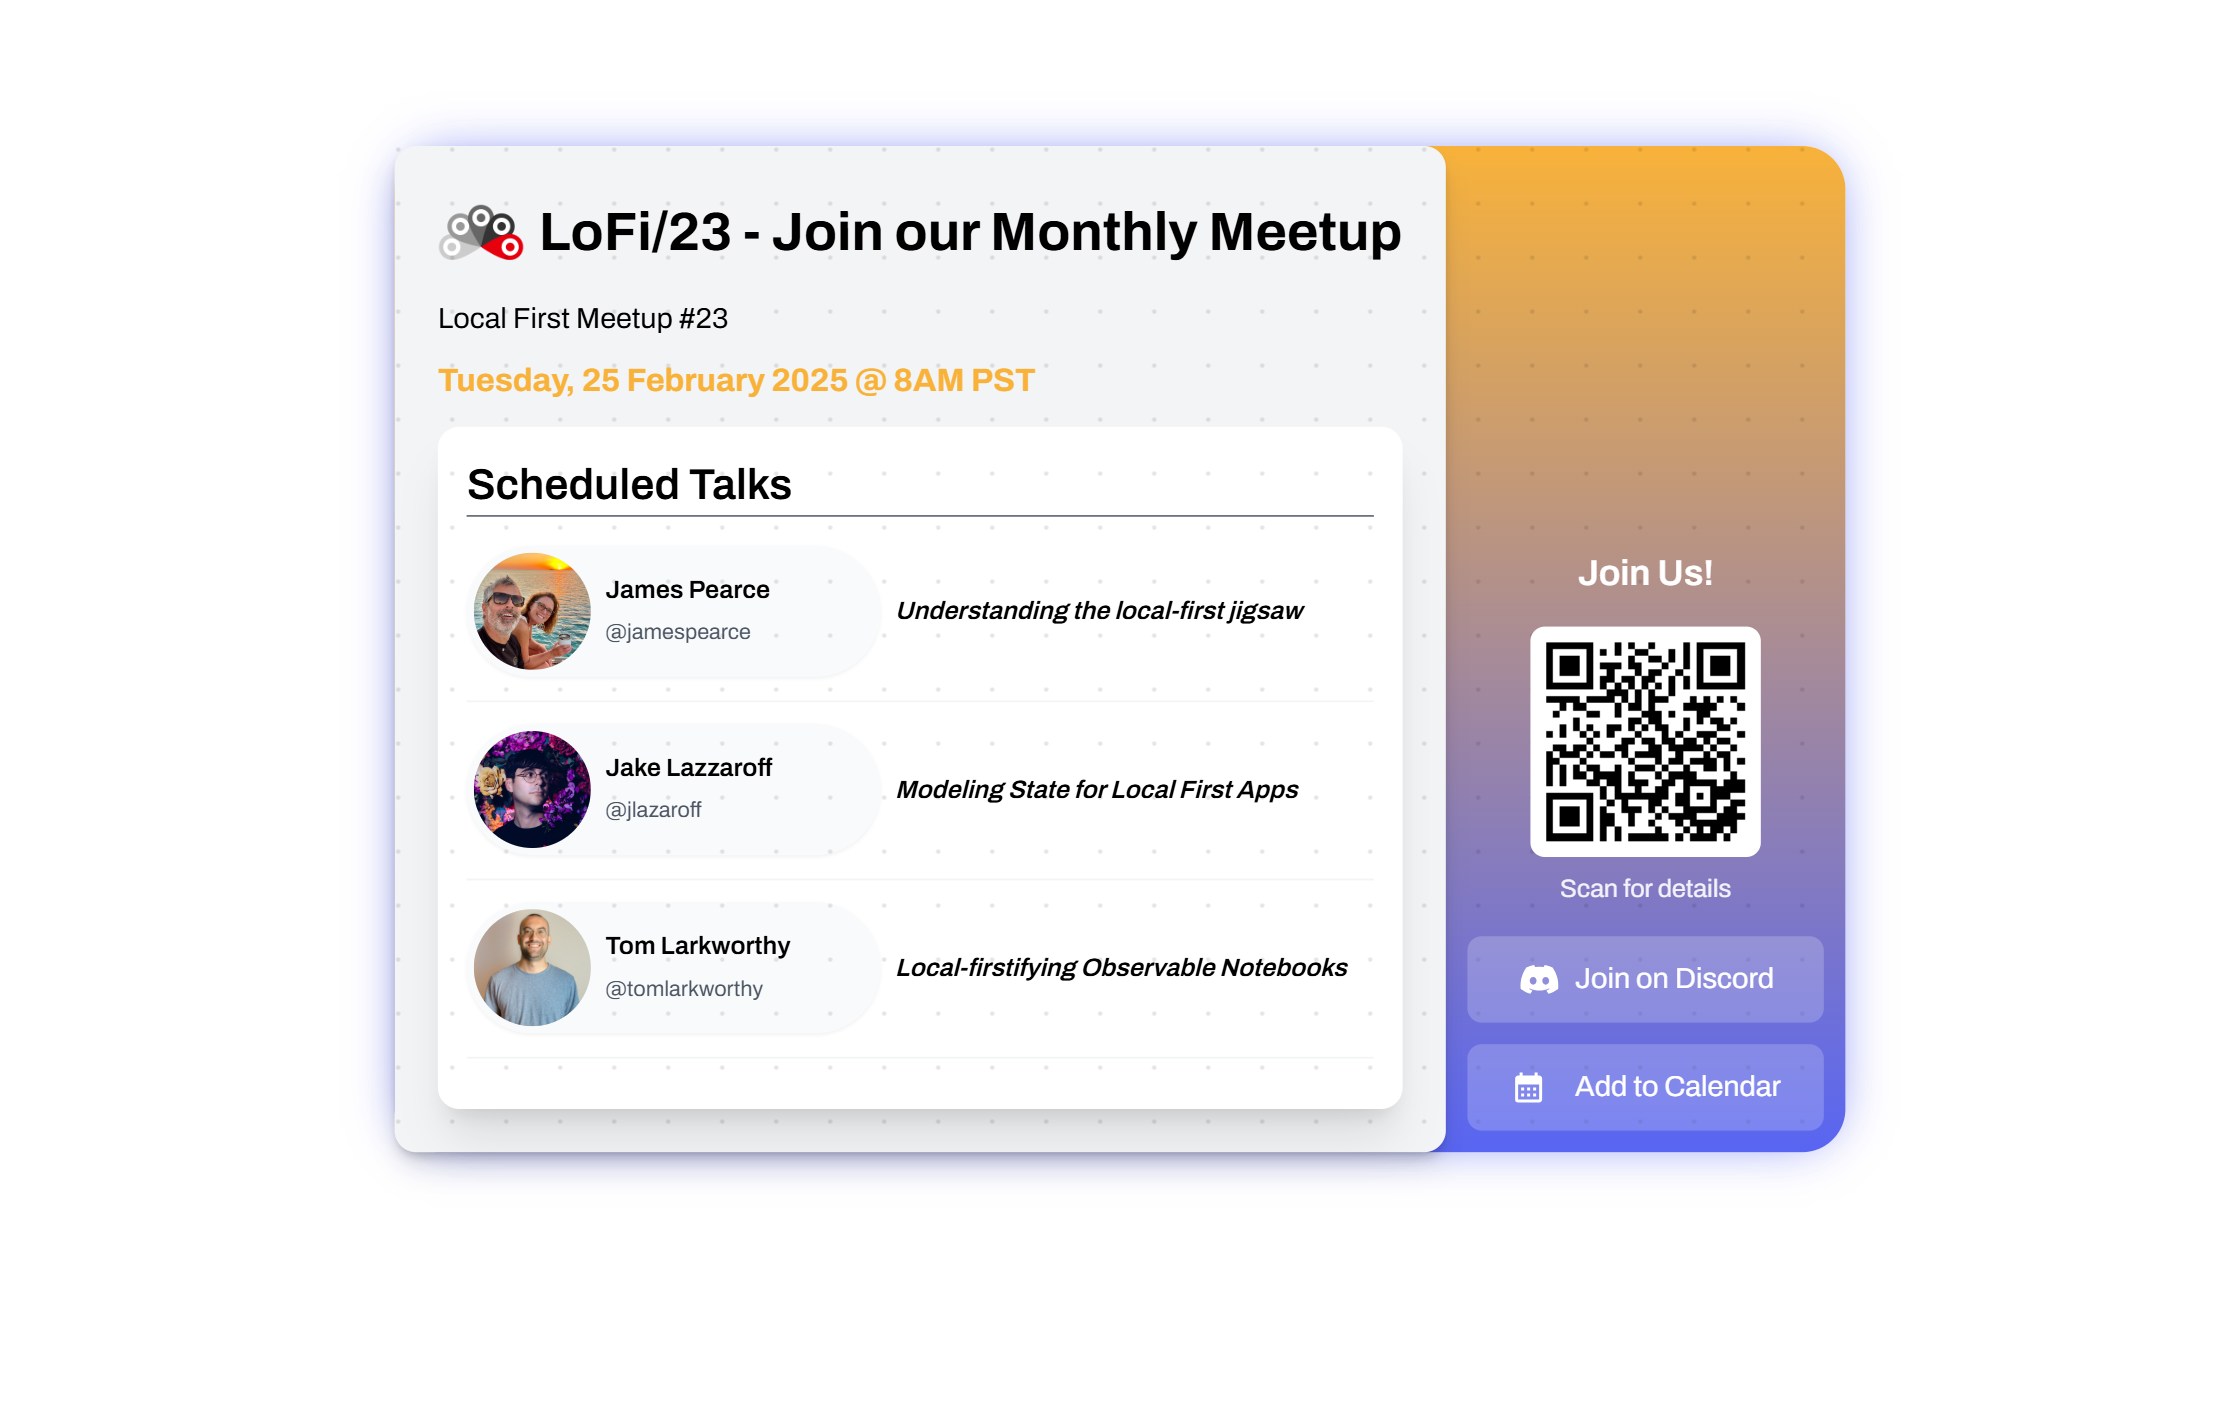 LoFi/23 - Join our Monthly Meetup
Local First Meetup #23
Tuesday, 25 February 2025 @ 8AM PST
Scheduled Talks
James Pearce
@jamespearce
Understanding the local-first jigsaw
Jake Lazzaroff
@jlazaroff
Modeling State for Local First Apps
Tom Larkworthy
@tomlarkworthy
Local-firstifying Observable Notebooks
Join Us!
Scan for details
Join on Discord
Add to Calendar